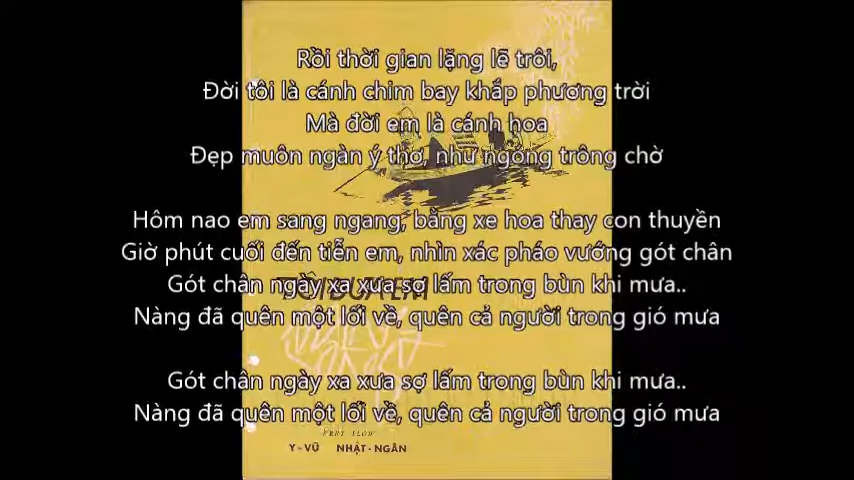 Rồi thời gian lặng lẽ trôi,
Đời tôi là cánh chim bay khắp phương trời
Mà đời em là cánh hoa
Đẹp muôn ngàn ý thơ, như ngóng trông chờ
Hôm nao em sang ngang, bằng xe hoa thay con thuyền
Giờ phút cuối đến tiễn em, nhìn xác pháo vướng gót chân
Gót chân ngày xa xưa sợ lấm trong bùn khi mưa..
TÔI ĐƯA EM
Nàng đã quên một lối về, quên cả người trong gió mưa
Gót chân ngày xa xưa sợ lấm trong bùn khi mưa..
Nàng đã quên một lối về, quên cả người trong gió mưa
VERY SLOW
Y-VŨ NHẬT-NGÂN